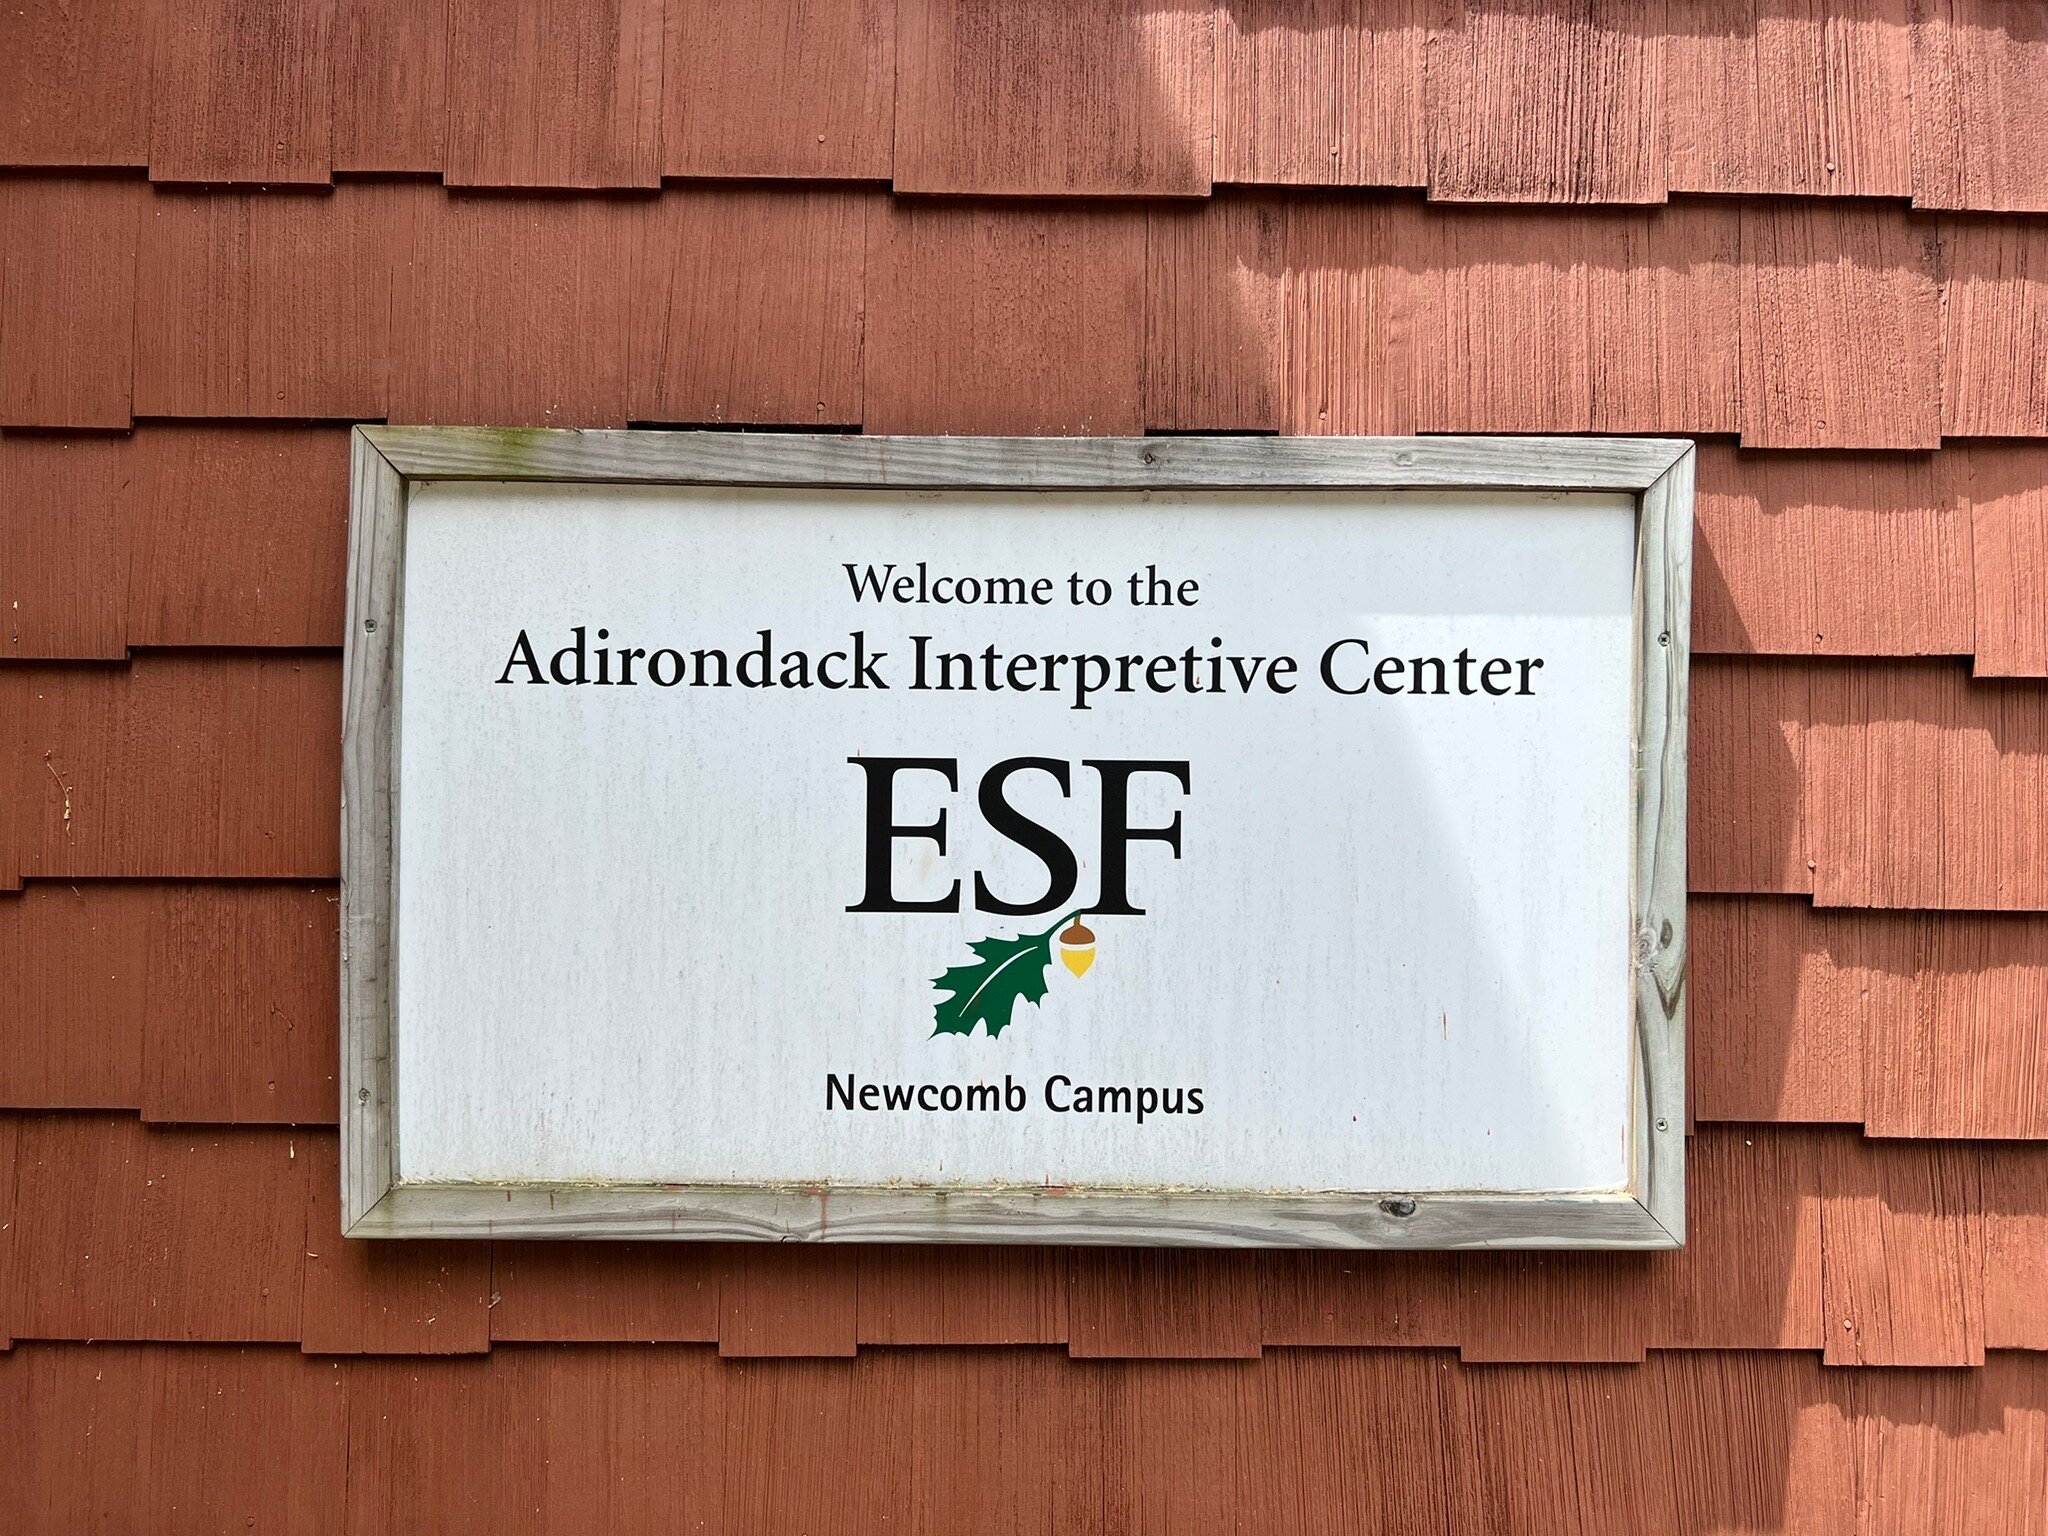 Welcome to the
Adirondack Interpretive Center
ESF
Newcomb Campus